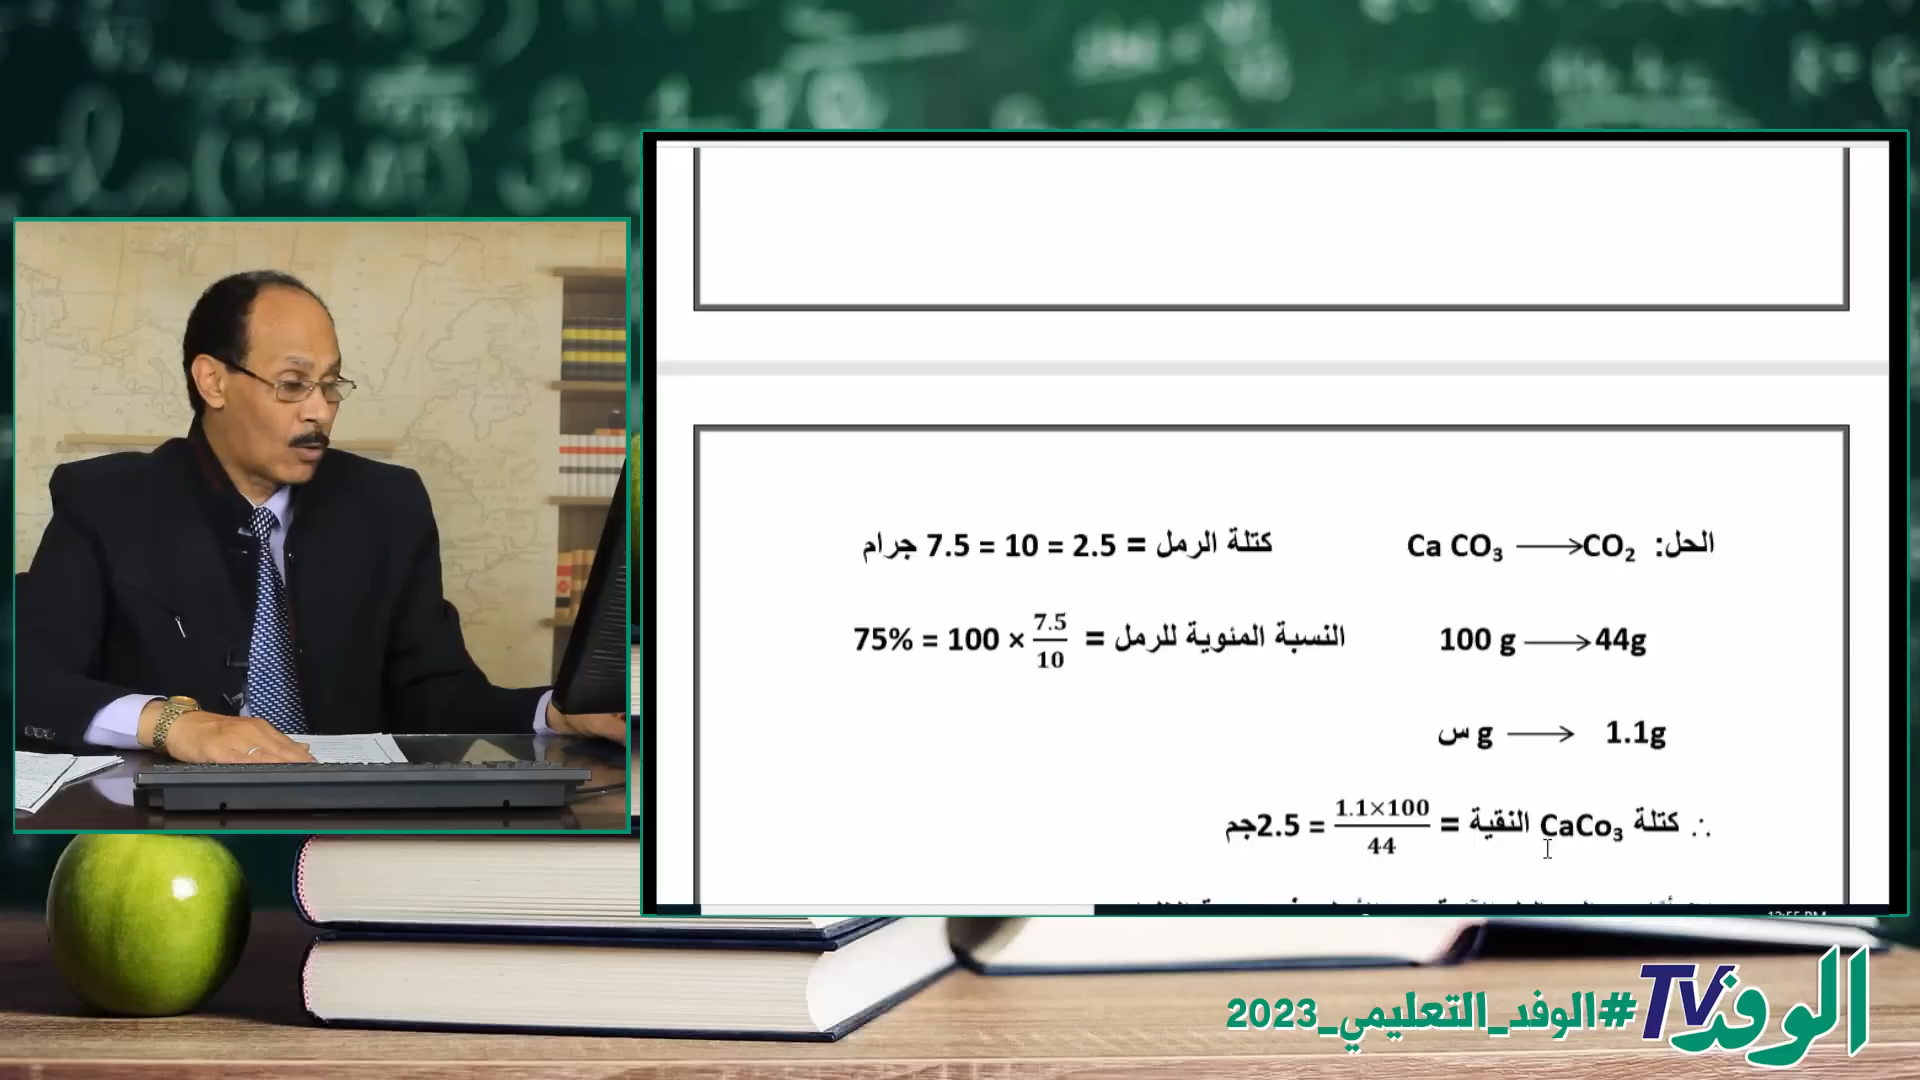 الحل: Ca CO₃ ⟶ CO₂
كتلة الرمل = 2.5 = 10 = 7.5 جرام
100 g ⟶ 44g
النسبة المئوية للرمل = 7.5/10 × 100 = 75%
س g ⟶ 1.1g
∴ كتلة CaCo₃ النقية = 1.1×100/44 = 2.5جم
#الوفد_التعليمي_2023
الوفد TV